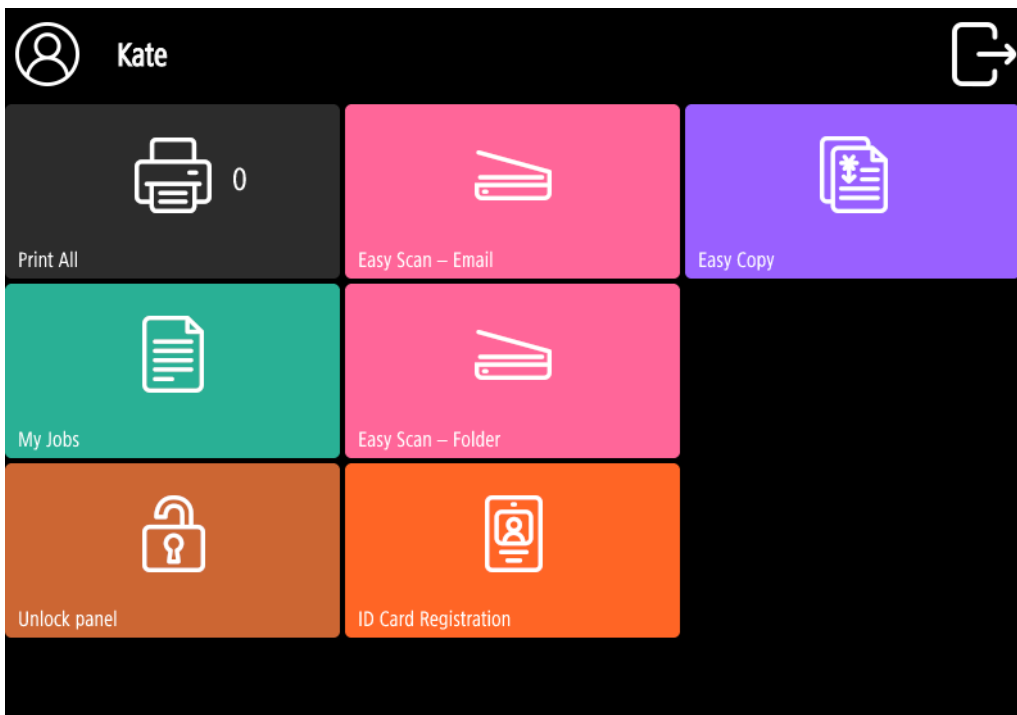 Kate
0
Print All
Easy Scan – Email
Easy Copy
My Jobs
Easy Scan – Folder
Unlock panel
ID Card Registration